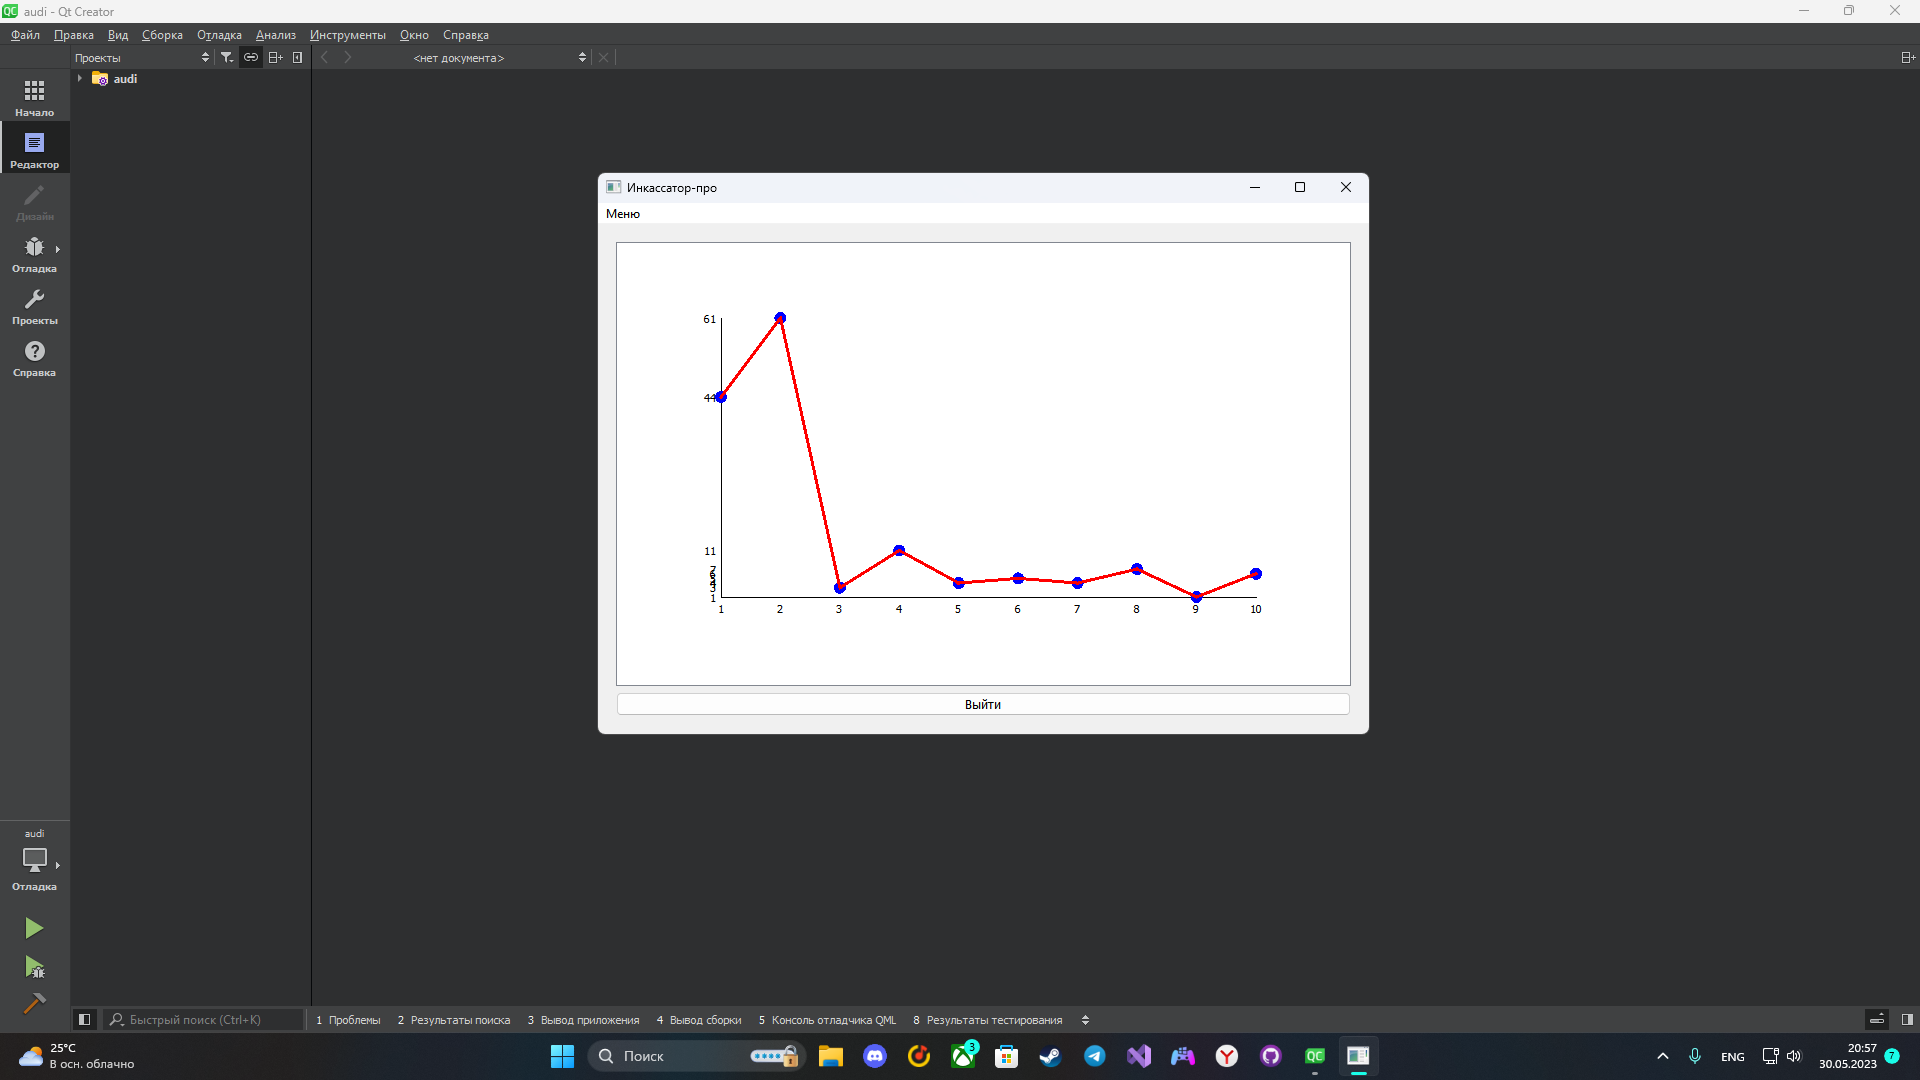 audi - Qt Creator
Файл Правка Вид Сборка Отладка Анализ Инструменты Окно Справка
Проекты <нет документа>
audi
Начало
Редактор
Дизайн
Отладка
Проекты
Справка
Инкассатор-про
Меню
61
44
11
7
3
1
1 2 3 4 5 6 7 8 9 10
Выйти
audi
Отладка
Быстрый поиск (Ctrl+K) 1 Проблемы 2 Результаты поиска 3 Вывод приложения 4 Вывод сборки 5 Консоль отладчика QML 8 Результаты тестирования
25°C
В осн. облачно
Поиск
3
QC
ENG
20:57
30.05.2023
7